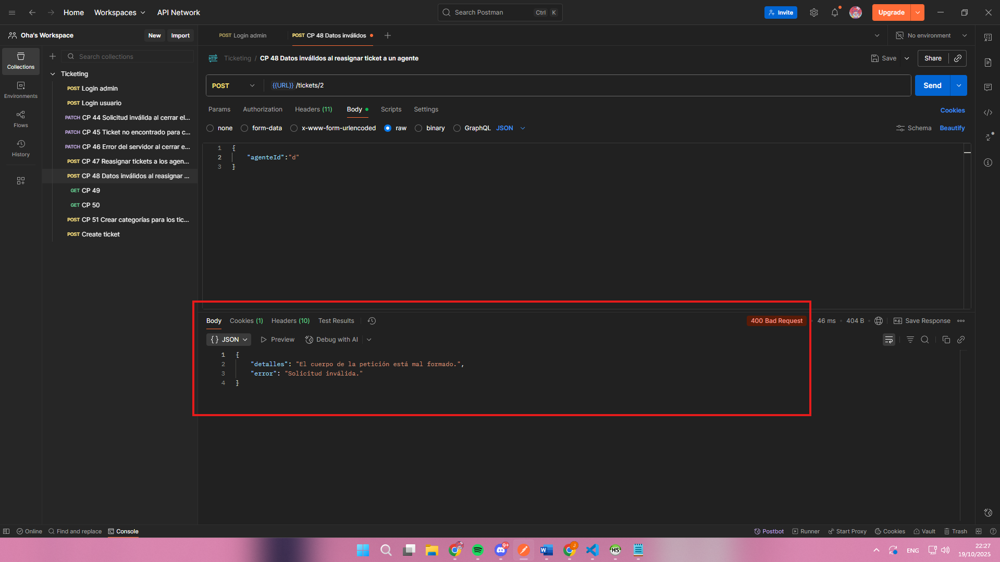 Home
Workspaces
API Network
Search Postman
Ctrl
K
Invite
Upgrade
Oha's Workspace
New
Import
POST Login admin
POST CP 48 Datos inválidos
No environment
Collections
Environments
Flows
History
Search collections
Ticketing
POST Login admin
POST Login usuario
PATCH CP 44 Solicitud inválida al cerrar el...
PATCH CP 45 Ticket no encontrado para c...
PATCH CP 46 Error del servidor al cerrar e...
POST CP 47 Reasignar tickets a los agen...
POST CP 48 Datos inválidos al reasignar ...
GET CP 49
GET CP 50
POST CP 51 Crear categorías para los tic...
POST Create ticket
HTTP
Ticketing / CP 48 Datos inválidos al reasignar ticket a un agente
Save
Share
POST
{{URL}} /tickets/2
Send
Params
Authorization
Headers (11)
Body
Scripts
Settings
Cookies
none
form-data
x-www-form-urlencoded
raw
binary
GraphQL
JSON
Schema
Beautify
1 {
2 "agenteId":"d"
3 }
Body
Cookies (1)
Headers (10)
Test Results
400 Bad Request
46 ms
404 B
e.g.
Save Response
{} JSON
Preview
Debug with AI
1 {
2 "detalles": "El cuerpo de la petición está mal formado.",
3 "error": "Solicitud inválida."
4 }
Online
Find and replace
Console
Postbot
Runner
Start Proxy
Cookies
Vault
Trash
9+
W
J
HS
ENG
22:27
19/10/2025